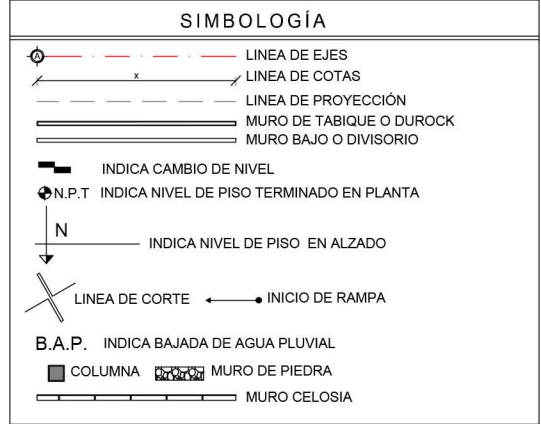 SIMBOLOGÍA
A LINEA DE EJES
x LINEA DE COTAS
LINEA DE PROYECCIÓN
MURO DE TABIQUE O DUROCK
MURO BAJO O DIVISORIO
INDICA CAMBIO DE NIVEL
N.P.T INDICA NIVEL DE PISO TERMINADO EN PLANTA
N
INDICA NIVEL DE PISO EN ALZADO
LINEA DE CORTE INICIO DE RAMPA
B.A.P. INDICA BAJADA DE AGUA PLUVIAL
COLUMNA MURO DE PIEDRA
MURO CELOSIA